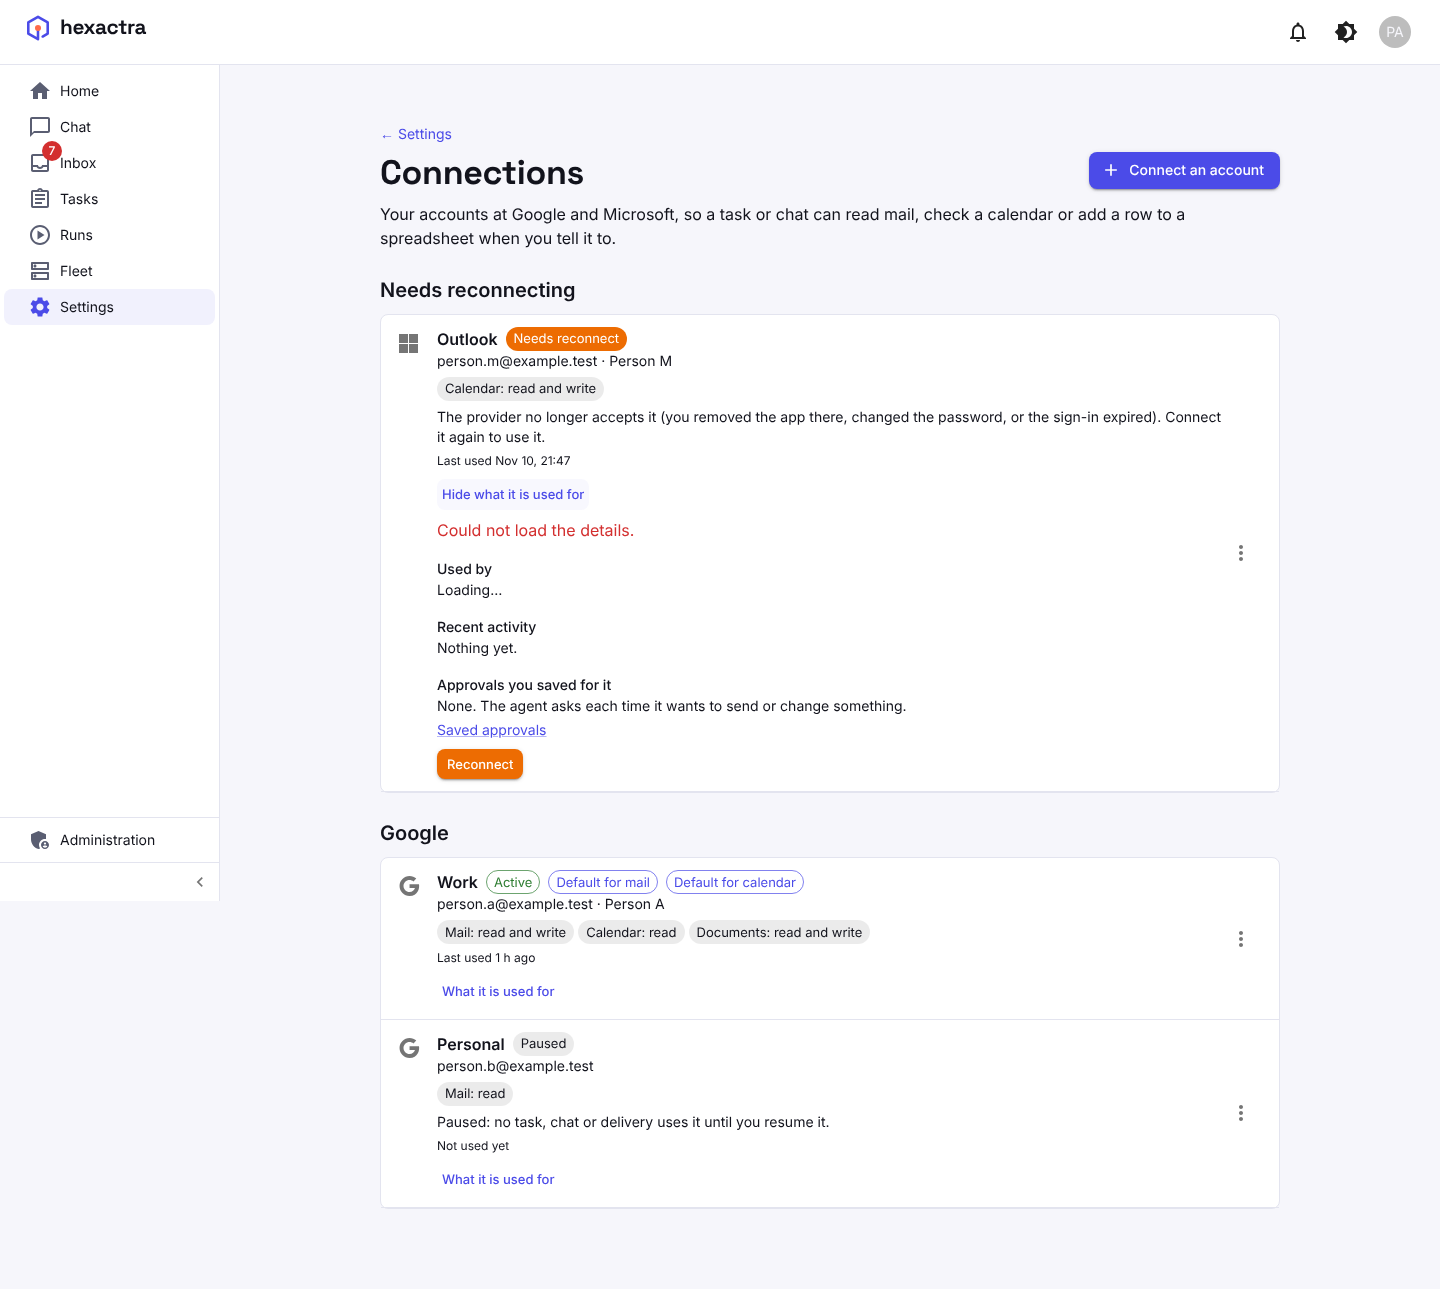 hexactra
PA
Home
Chat
7
Inbox
Tasks
Runs
Fleet
Settings
Administration
← Settings
Connections
Connect an account
Your accounts at Google and Microsoft, so a task or chat can read mail, check a calendar or add a row to a
spreadsheet when you tell it to.
Needs reconnecting
Outlook Needs reconnect
person.m@example.test · Person M
Calendar: read and write
The provider no longer accepts it (you removed the app there, changed the password, or the sign-in expired). Connect
it again to use it.
Last used Nov 10, 21:47
Hide what it is used for
Could not load the details.
Used by
Loading…
Recent activity
Nothing yet.
Approvals you saved for it
None. The agent asks each time it wants to send or change something.
Saved approvals
Reconnect
Google
Work Active Default for mail Default for calendar
person.a@example.test · Person A
Mail: read and write Calendar: read Documents: read and write
Last used 1 h ago
What it is used for
Personal Paused
person.b@example.test
Mail: read
Paused: no task, chat or delivery uses it until you resume it.
Not used yet
What it is used for